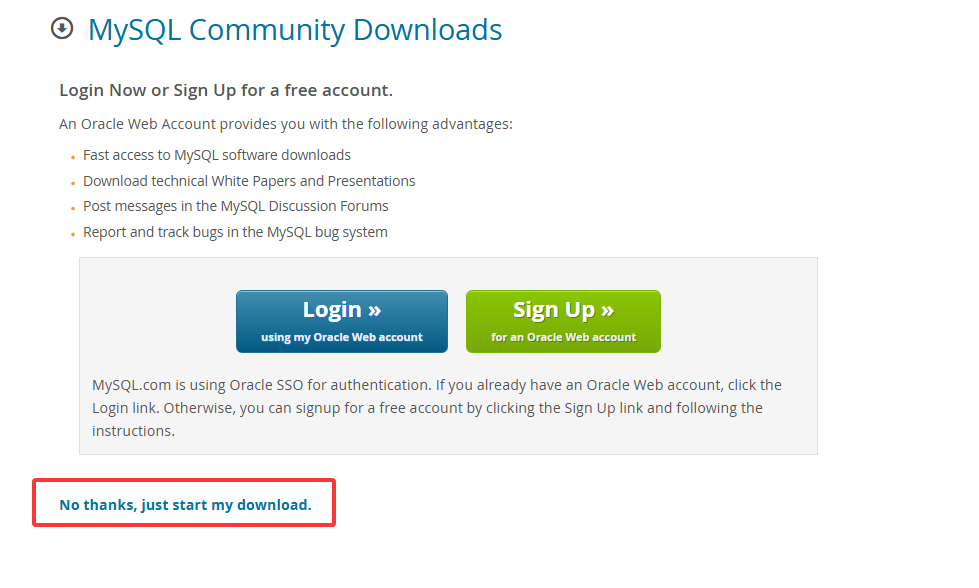 MySQL Community Downloads
Login Now or Sign Up for a free account.
An Oracle Web Account provides you with the following advantages:
Fast access to MySQL software downloads
Download technical White Papers and Presentations
Post messages in the MySQL Discussion Forums
Report and track bugs in the MySQL bug system
Login »
using my Oracle Web account
Sign Up »
for an Oracle Web account
MySQL.com is using Oracle SSO for authentication. If you already have an Oracle Web account, click the
Login link. Otherwise, you can signup for a free account by clicking the Sign Up link and following the
instructions.
No thanks, just start my download.